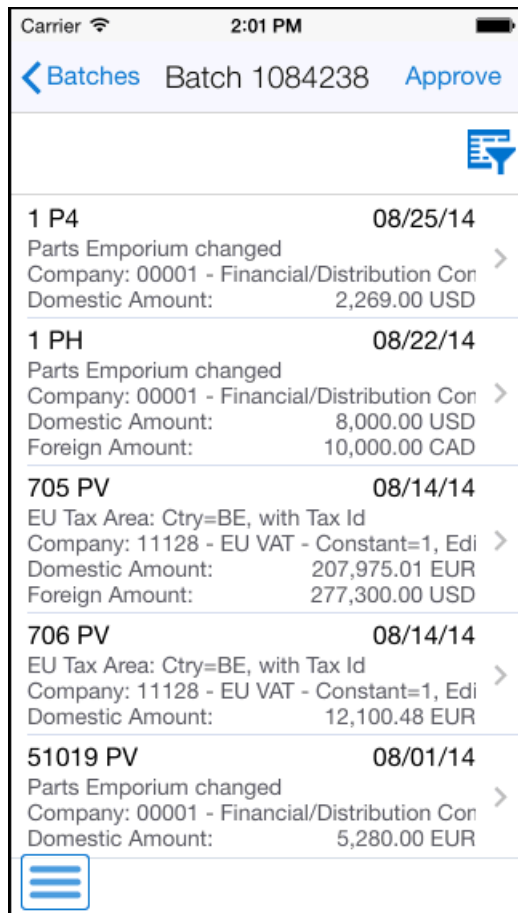 Carrier 2:01 PM
Batches Batch 1084238 Approve
1 P4 08/25/14
Parts Emporium changed
Company: 00001 - Financial/Distribution Con
Domestic Amount: 2,269.00 USD
1 PH 08/22/14
Parts Emporium changed
Company: 00001 - Financial/Distribution Con
Domestic Amount: 8,000.00 USD
Foreign Amount: 10,000.00 CAD
705 PV 08/14/14
EU Tax Area: Ctry=BE, with Tax Id
Company: 11128 - EU VAT - Constant=1, Edi
Domestic Amount: 207,975.01 EUR
Foreign Amount: 277,300.00 USD
706 PV 08/14/14
EU Tax Area: Ctry=BE, with Tax Id
Company: 11128 - EU VAT - Constant=1, Edi
Domestic Amount: 12,100.48 EUR
51019 PV 08/01/14
Parts Emporium changed
Company: 00001 - Financial/Distribution Con
Domestic Amount: 5,280.00 EUR